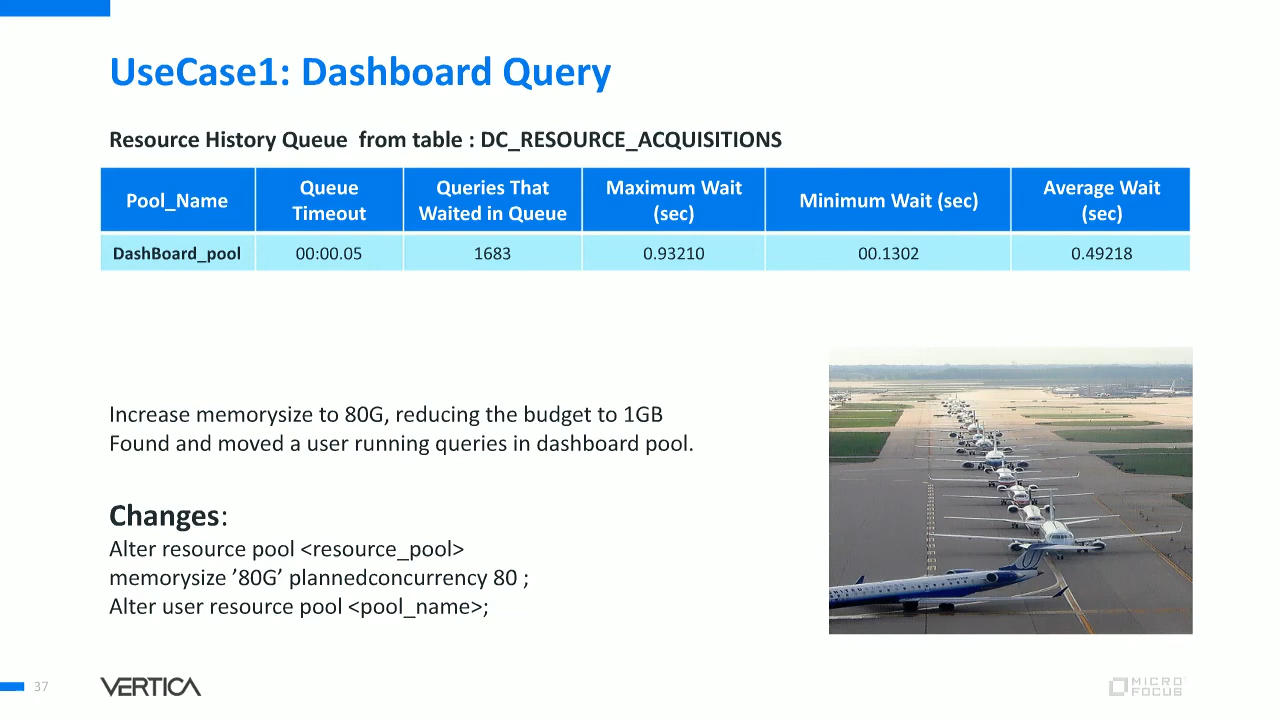 UseCase1: Dashboard Query
Resource History Queue from table : DC_RESOURCE_ACQUISITIONS
Pool_Name
Queue
Timeout
Queries That
Waited in Queue
Maximum Wait
(sec)
Minimum Wait (sec)
Average Wait
(sec)
DashBoard_pool
00:00.05
1683
0.93210
00.1302
0.49218
Increase memorysize to 80G, reducing the budget to 1GB
Found and moved a user running queries in dashboard pool.
Changes:
Alter resource pool <resource_pool>
memorysize ’80G’ plannedconcurrency 80 ;
Alter user resource pool <pool_name>;
37
VERTICA
MICRO
FOCUS